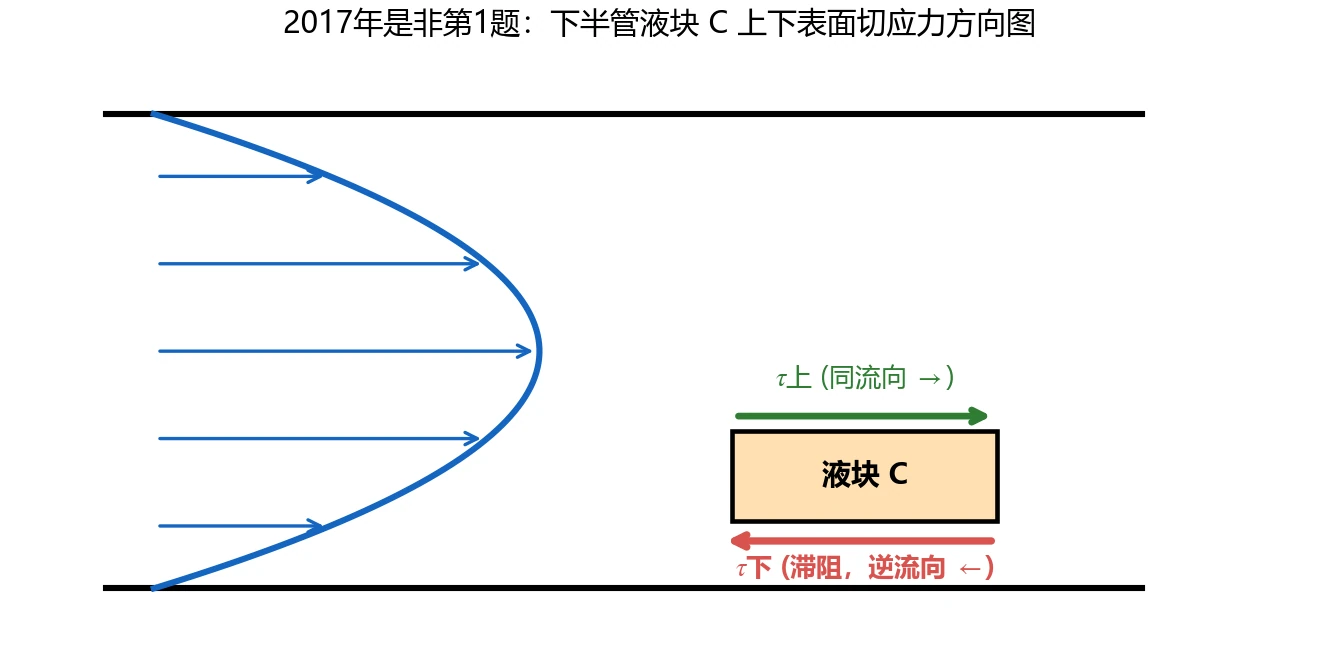 2017年是非第1题：下半管液块 C 上下表面切应力方向图
τ上 (同流向 →)
液块 C
τ下 (滞阻，逆流向 ←)